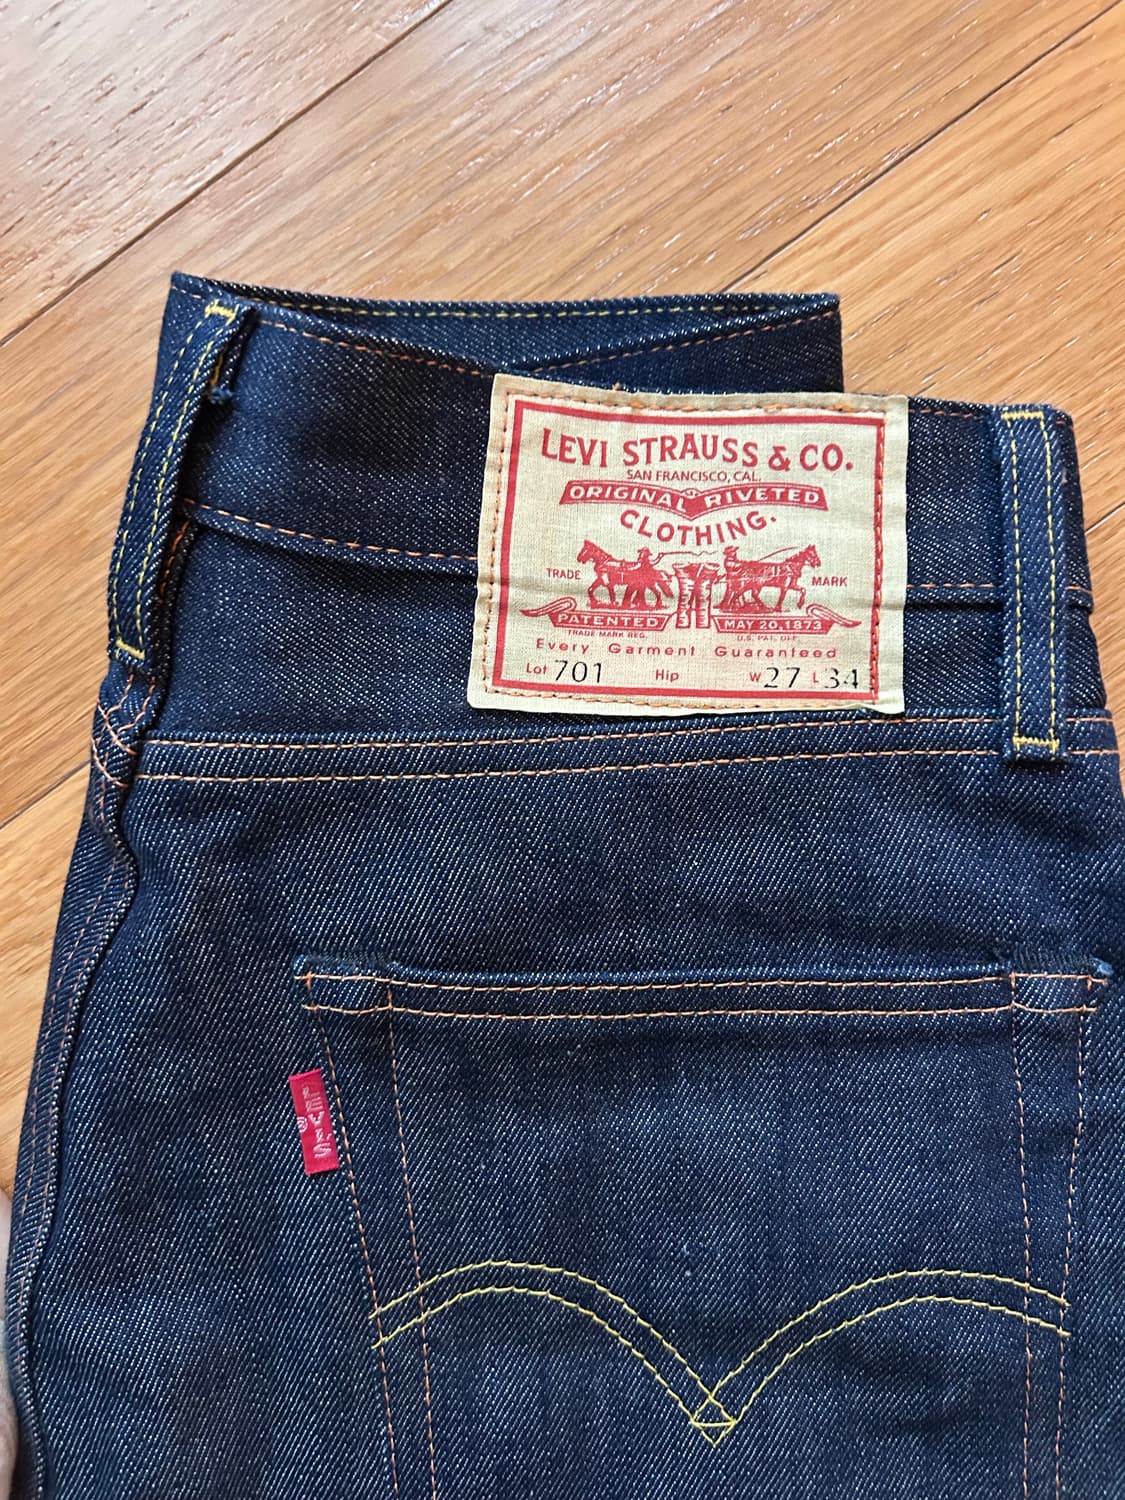 LEVI STRAUSS & CO.
SAN FRANCISCO, CAL.
ORIGINAL RIVETED
CLOTHING.
TRADE MARK
PATENTED MAY 20.1873
TRADE MARK REG. U.S. PAT. OFF.
Every Garment Guaranteed
Lot 701 Hip W 27 L 34
LEVI'S
®